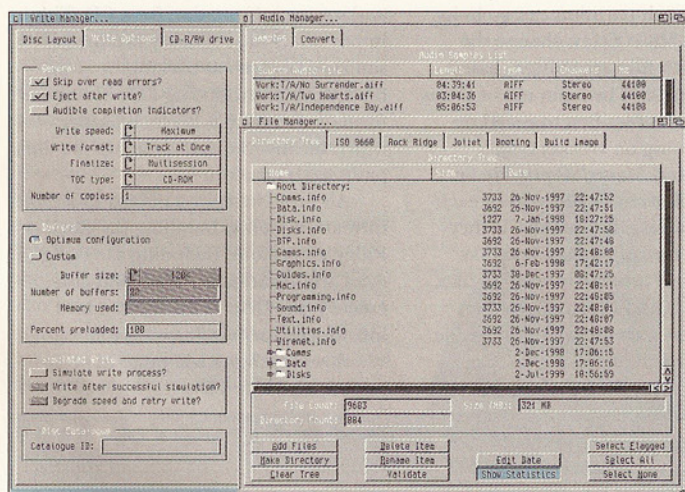 Write Manager...
Disc Layout
Write Options
CD-R/RW drive
General
Skip over read errors?
Eject after write?
Audible completion indicators?
Write speed: Maximum
Write format: Track at Once
Finalize: Multisession
TOC type: CD-ROM
Number of copies: 1
Buffers
Optimum configuration
Custom
Buffer size: 128K
Number of buffers:
Memory used:
Percent preloaded: 100
Simulated Write
Simulate write process?
Write after successful simulation?
Degrade speed and retry write?
Disc Catalogue
Catalogue ID:
Audio Manager...
Samples
Convert
Audio Samples List
Source Audio File Length Type Channels Hz
Work:T/A/No Surrender.aiff 04:39:41 AIFF Stereo 44100
Work:T/A/Two Hearts.aiff 03:04:36 AIFF Stereo 44100
Work:T/A/Independence Day.aiff 05:06:53 AIFF Stereo 44100
File Manager...
Directory Tree
ISO 9660
Rock Ridge
Joliet
Booting
Build Image
Directory Tree
Name Size Date
Root Directory:
Comms.info 3733 26-Nov-1997 22:47:52
Data.info 3692 26-Nov-1997 22:47:51
Disk.info 1227 7-Jan-1998 18:27:25
Disks.info 3733 26-Nov-1997 22:47:50
DTP.info 3692 26-Nov-1997 22:47:48
Games.info 3733 26-Nov-1997 22:48:00
Graphics.info 3692 6-Feb-1998 17:42:17
Guides.info 3733 30-Dec-1997 08:47:25
Mac.info 3692 26-Nov-1997 22:48:11
Programming.info 3692 26-Nov-1997 22:48:05
Sound.info 3733 26-Nov-1997 22:48:01
Text.info 3692 26-Nov-1997 22:48:07
Utilities.info 3692 26-Nov-1997 22:48:08
Virenet.info 3733 26-Nov-1997 22:47:53
Comms 2-Dec-1998 17:06:15
Data 2-Dec-1998 17:06:16
Disks 2-Jul-1999 10:56:59
File Count: 9603
Size (MB): 321 MB
Directory Count: 884
Add Files
Delete Item
Select Flagged
Make Directory
Rename Item
Edit Date
Select All
Clear Tree
Validate
Show Statistics
Select None